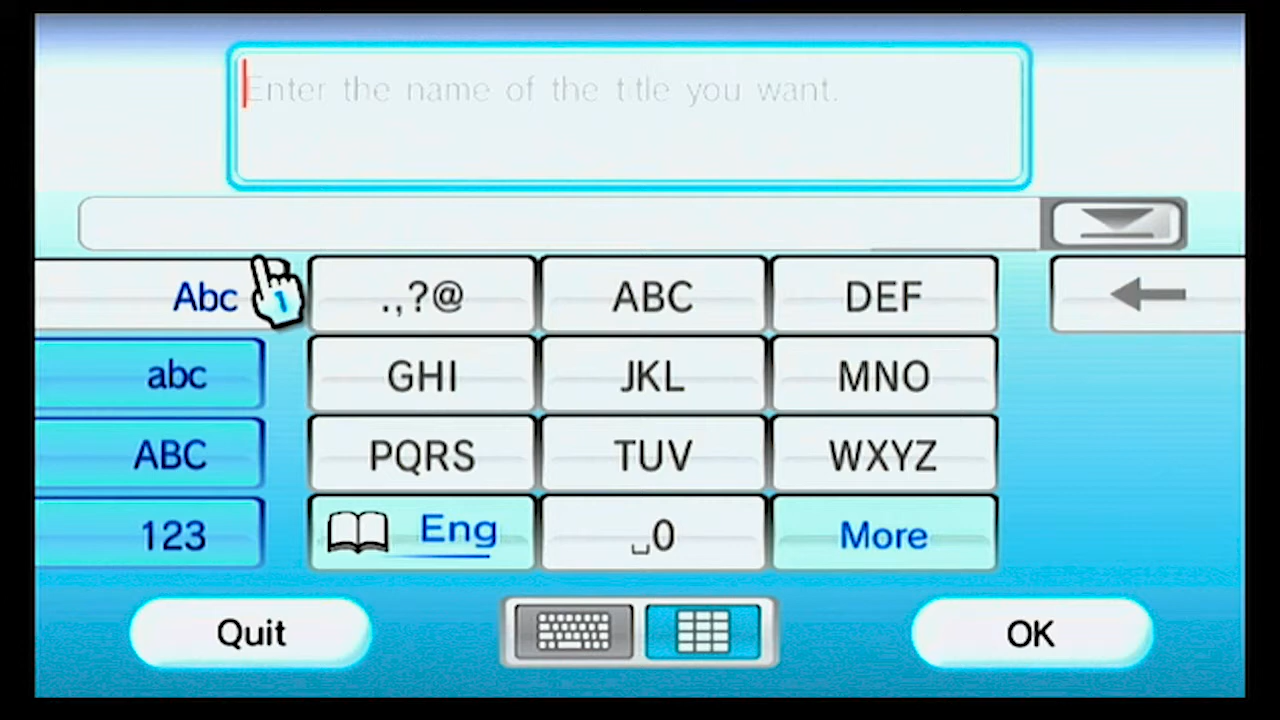 Enter the name of the title you want.
Abc 1 .,?@ ABC DEF
abc GHI JKL MNO
ABC PQRS TUV WXYZ
123 Eng ␣0 More
Quit OK